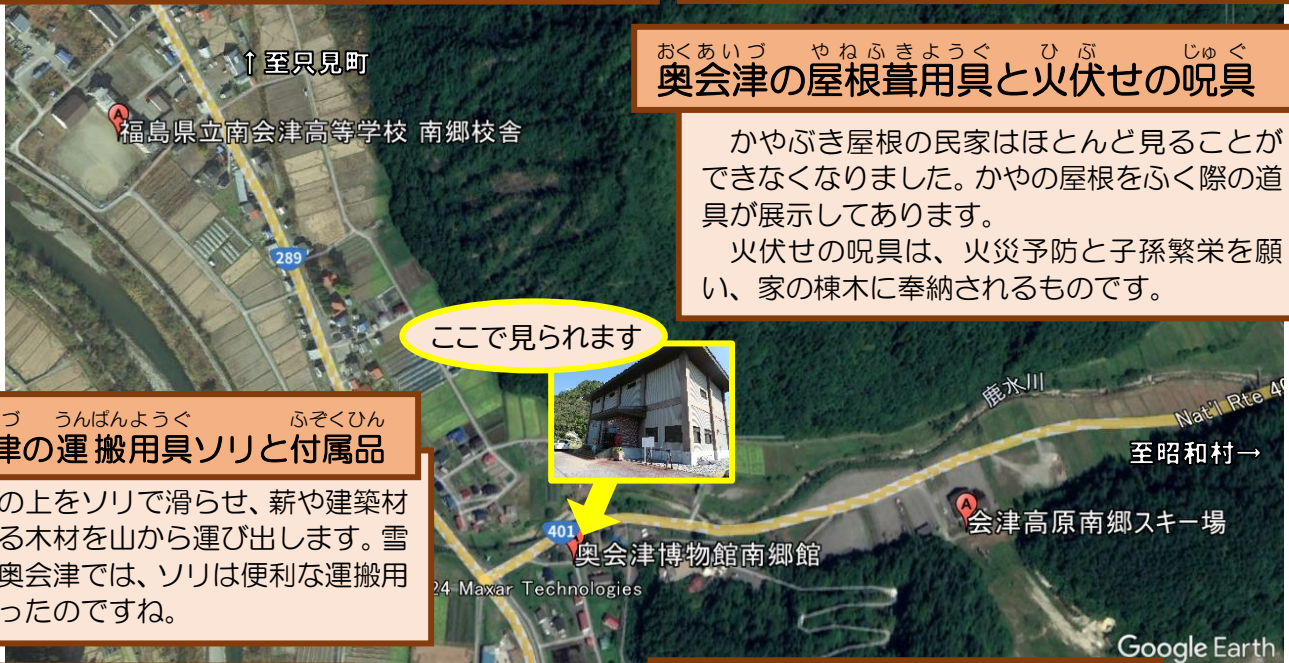 ↑至只見町
福島県立南会津高等学校 南郷校舎
289
おくあいづ やねふきようぐ ひぶ じゅぐ
奥会津の屋根葺用具と火伏せの呪具
かやぶき屋根の民家はほとんど見ることが
できなくなりました。かやの屋根をふく際の道
具が展示してあります。
火伏せの呪具は、火災予防と子孫繁栄を願
い、家の棟木に奉納されるものです。
ここで見られます
づ うんぱんようぐ ふぞくひん
津の運搬用具ソリと付属品
の上をソリで滑らせ、薪や建築材
る木材を山から運び出します。雪
奥会津では、ソリは便利な運搬用
ったのですね。
鹿水川
Nat'l Rte 40
至昭和村→
会津高原南郷スキー場
401
奥会津博物館南郷館
24 Maxar Technologies
401
Google Earth